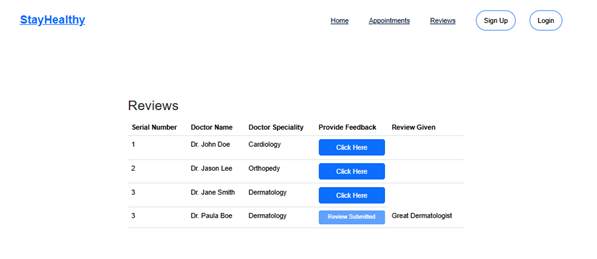 StayHealthy Home Appointments Reviews Sign Up Login
Reviews
Serial Number Doctor Name Doctor Speciality Provide Feedback Review Given
1 Dr. John Doe Cardiology Click Here
2 Dr. Jason Lee Orthopedy Click Here
3 Dr. Jane Smith Dermatology Click Here
3 Dr. Paula Boe Dermatology Review Submitted Great Dermatologist